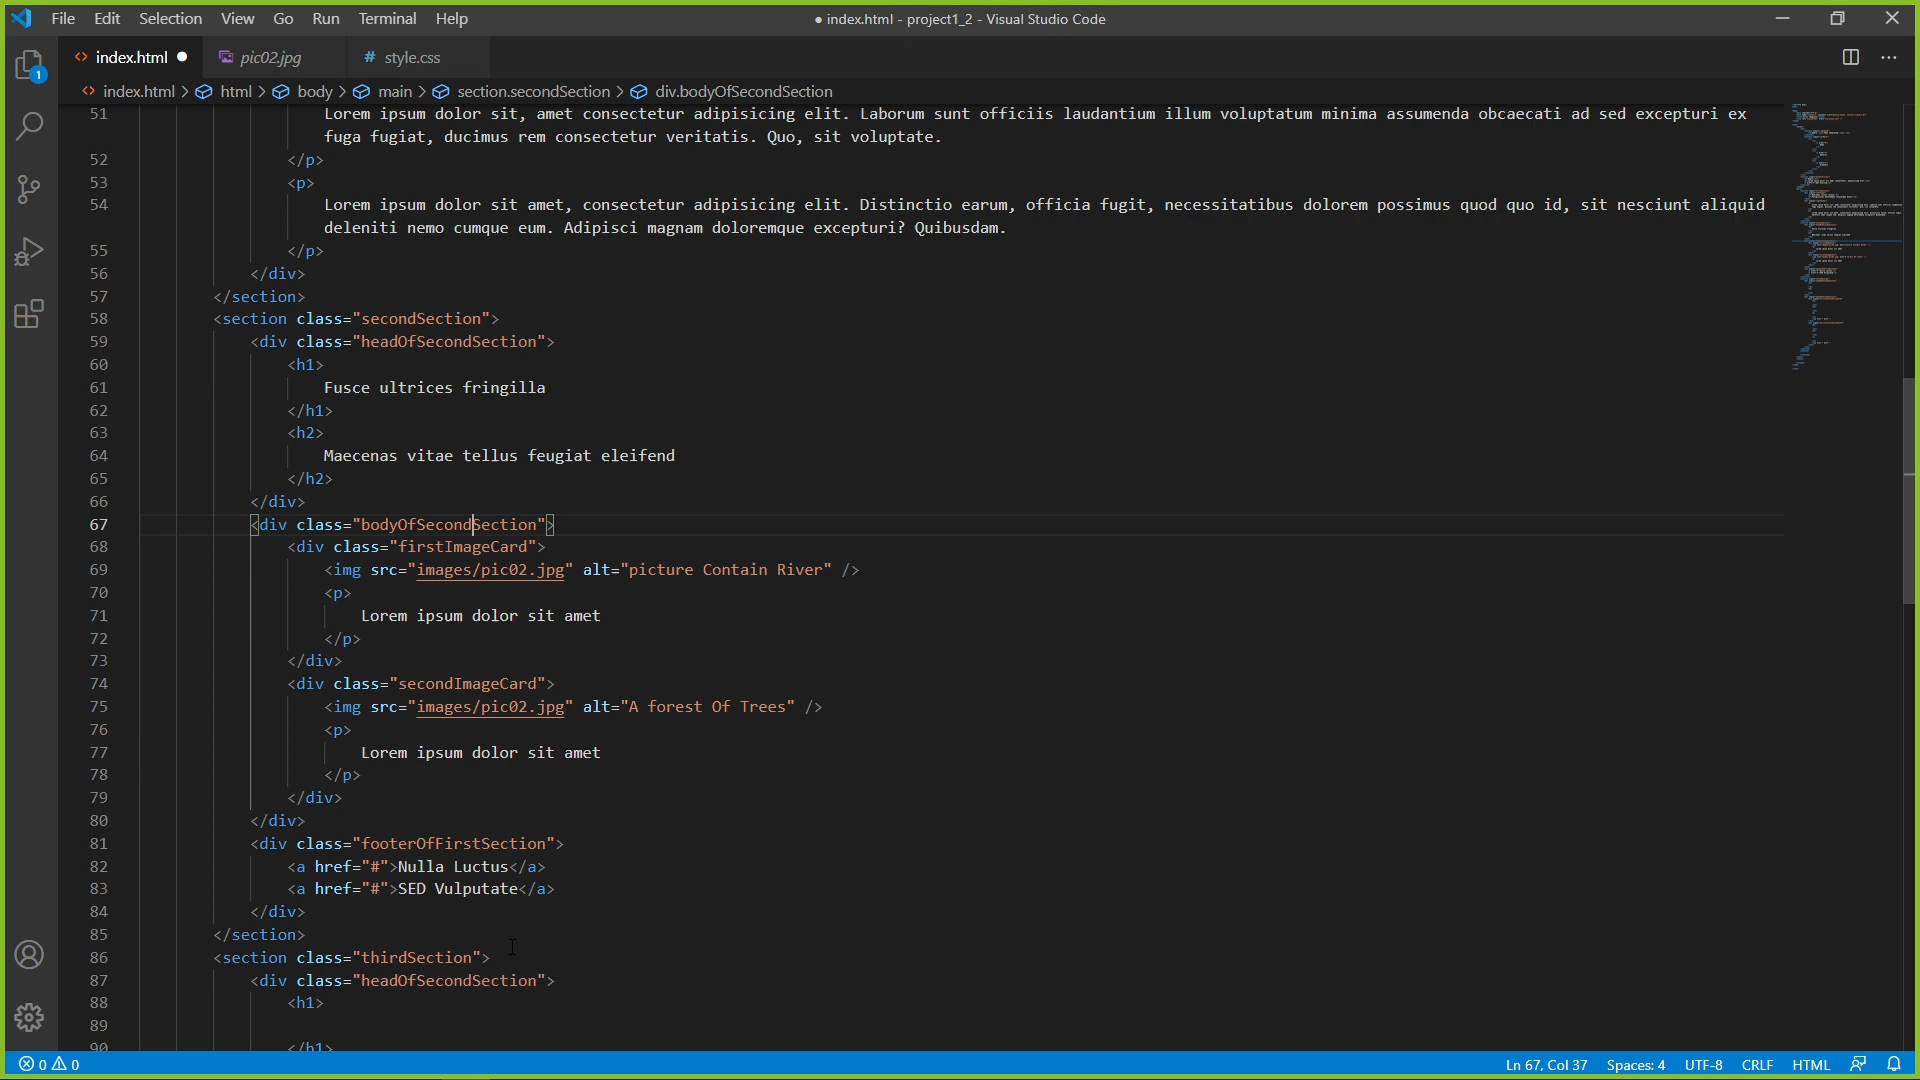 File Edit Selection View Go Run Terminal Help ● index.html - project1_2 - Visual Studio Code
<> index.html ● pic02.jpg # style.css ...
<> index.html > html > body > main > section.secondSection > div.bodyOfSecondSection
51 Lorem ipsum dolor sit, amet consectetur adipisicing elit. Laborum sunt officiis laudantium illum voluptatum minima assumenda obcaecati ad sed excepturi ex
fuga fugiat, ducimus rem consectetur veritatis. Quo, sit voluptate.
52 </p>
53 <p>
54 Lorem ipsum dolor sit amet, consectetur adipisicing elit. Distinctio earum, officia fugit, necessitatibus dolorem possimus quod quo id, sit nesciunt aliquid
deleniti nemo cumque eum. Adipisci magnam doloremque excepturi? Quibusdam.
55 </p>
56 </div>
57 </section>
58 <section class="secondSection">
59 <div class="headOfSecondSection">
60 <h1>
61 Fusce ultrices fringilla
62 </h1>
63 <h2>
64 Maecenas vitae tellus feugiat eleifend
65 </h2>
66 </div>
67 <div class="bodyOfSecondSection">
68 <div class="firstImageCard">
69 <img src="images/pic02.jpg" alt="picture Contain River" />
70 <p>
71 Lorem ipsum dolor sit amet
72 </p>
73 </div>
74 <div class="secondImageCard">
75 <img src="images/pic02.jpg" alt="A forest Of Trees" />
76 <p>
77 Lorem ipsum dolor sit amet
78 </p>
79 </div>
80 </div>
81 <div class="footerOfFirstSection">
82 <a href="#">Nulla Luctus</a>
83 <a href="#">SED Vulputate</a>
84 </div>
85 </section>
86 <section class="thirdSection">
87 <div class="headOfSecondSection">
88 <h1>
89
90 </h1>
1
0 0 Ln 67, Col 37 Spaces: 4 UTF-8 CRLF HTML